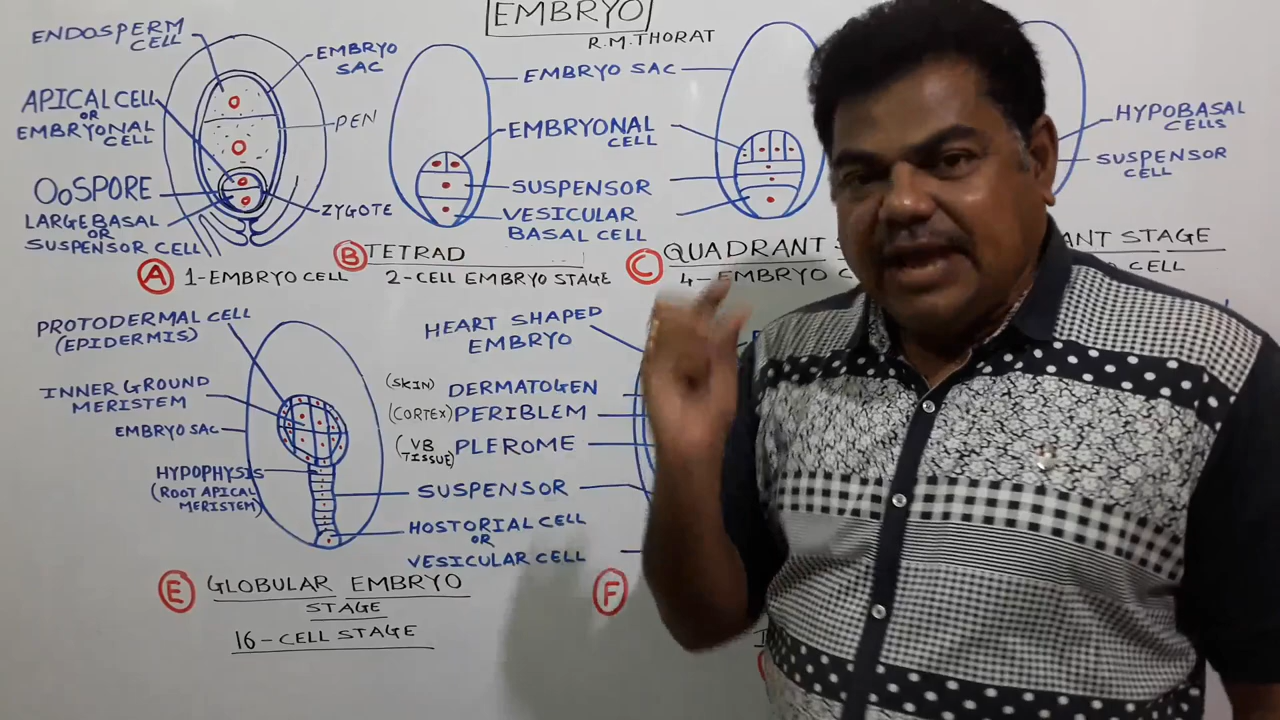 EMBRYO
R.M.THORAT
ENDOSPERM
CELL
EMBRYO
SAC
APICAL CELL
OR
EMBRYONAL
CELL
PEN
OoSPORE
LARGE BASAL
OR
SUSPENSOR CELL
ZYGOTE
A 1-EMBRYO CELL
EMBRYO SAC
EMBRYONAL
CELL
SUSPENSOR
VESICULAR
BASAL CELL
B TETRAD
2-CELL EMBRYO STAGE
C QUADRANT
4-EMBRYO
HYPOBASAL
CELLS
SUSPENSOR
CELL
ANT STAGE
CELL
PROTODERMAL CELL
(EPIDERMIS)
INNER GROUND
MERISTEM
EMBRYO SAC
HYPOPHYSIS
(ROOT APICAL
MERISTEM)
E GLOBULAR EMBRYO
STAGE
16-CELL STAGE
HEART SHAPED
EMBRYO
(SKIN) DERMATOGEN
(CORTEX) PERIBLEM
(VB
TISSUE) PLEROME
SUSPENSOR
HOSTORIAL CELL
OR
VESICULAR CELL
F